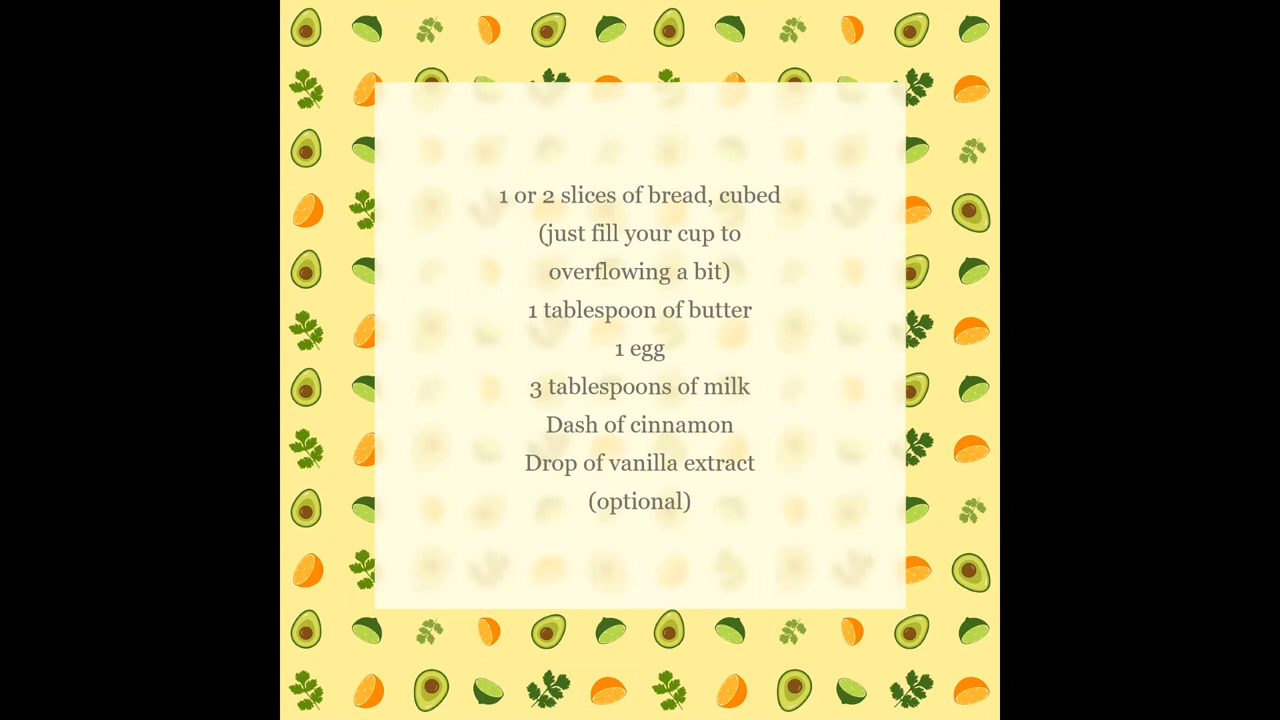 1 or 2 slices of bread, cubed
(just fill your cup to
overflowing a bit)
1 tablespoon of butter
1 egg
3 tablespoons of milk
Dash of cinnamon
Drop of vanilla extract
(optional)